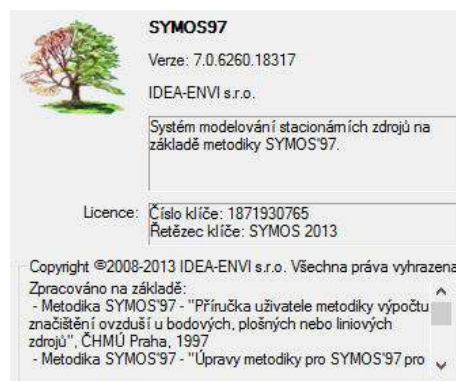 SYMOS97
Verze: 7.0.6260.18317
IDEA-ENVI s.r.o.
Systém modelování stacionárních zdrojů na
základě metodiky SYMOS'97.
Licence:
Číslo klíče: 1871930765
Řetězec klíče: SYMOS 2013
Copyright ©2008-2013 IDEA-ENVI s.r.o. Všechna práva vyhrazena
Zpracováno na základě:
- Metodika SYMOS'97 - "Příručka uživatele metodiky výpočtu
značištění ovzduší u bodových, plošných nebo liniových
zdrojů", ČHMÚ Praha, 1997
- Metodika SYMOS'97 - "Úpravy metodiky pro SYMOS'97 pro